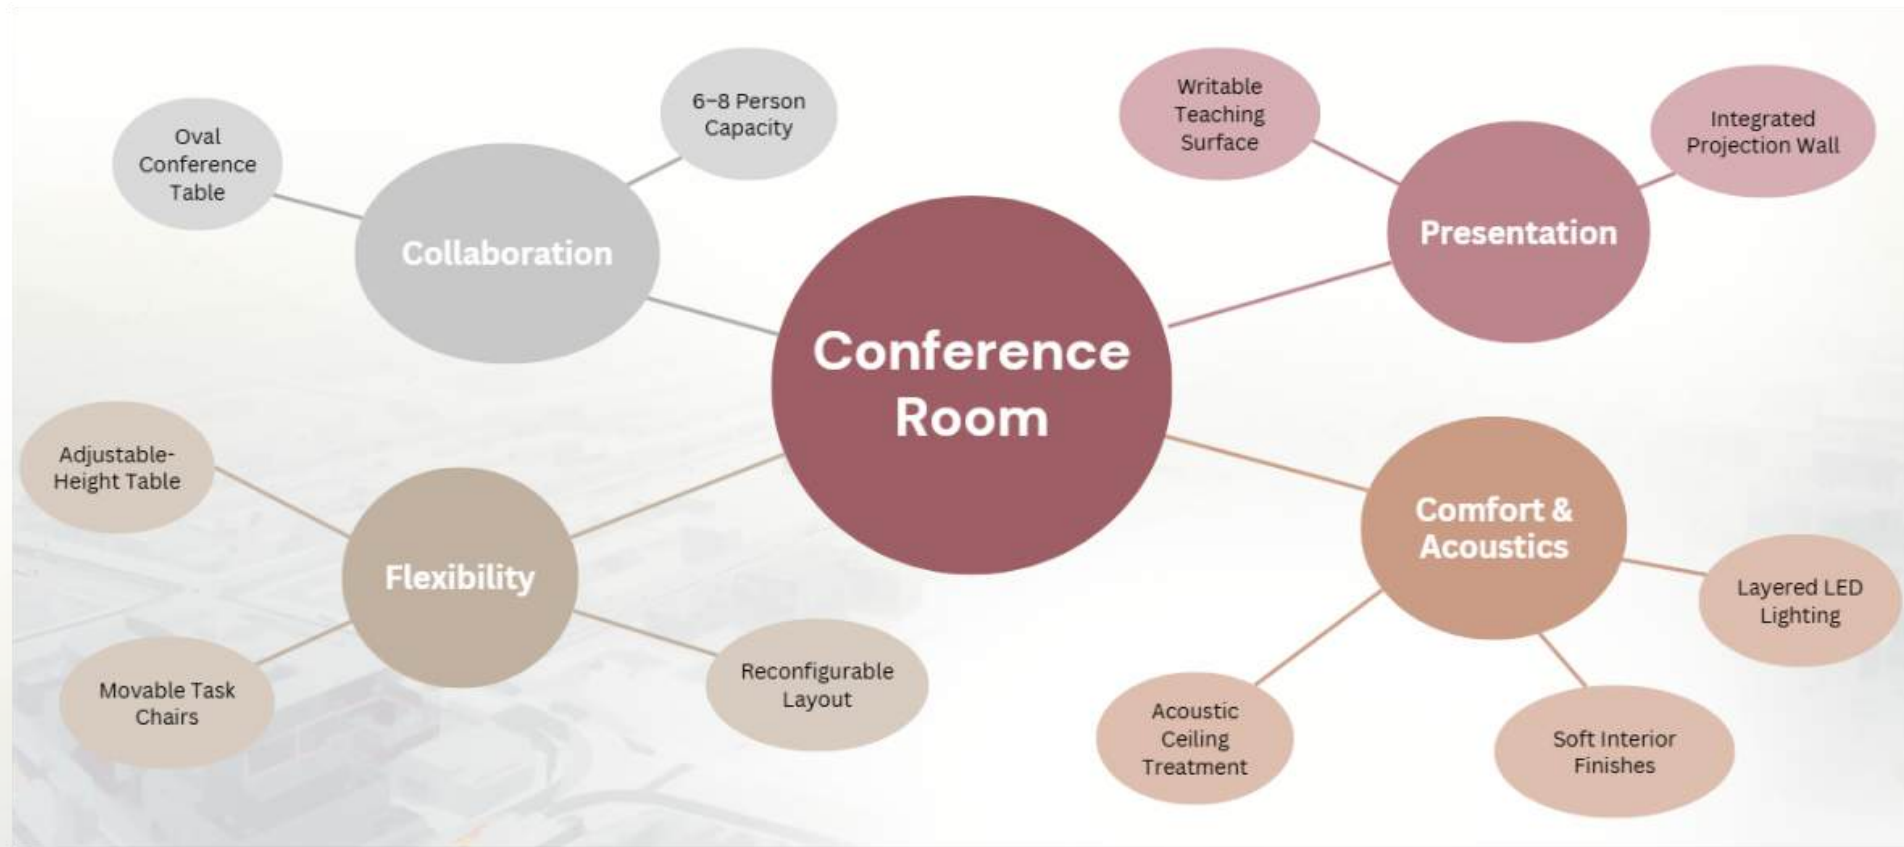 Conference
Room
Collaboration
Oval
Conference
Table
6–8 Person
Capacity
Presentation
Writable
Teaching
Surface
Integrated
Projection Wall
Flexibility
Adjustable-
Height Table
Movable Task
Chairs
Reconfigurable
Layout
Comfort &
Acoustics
Layered LED
Lighting
Acoustic
Ceiling
Treatment
Soft Interior
Finishes